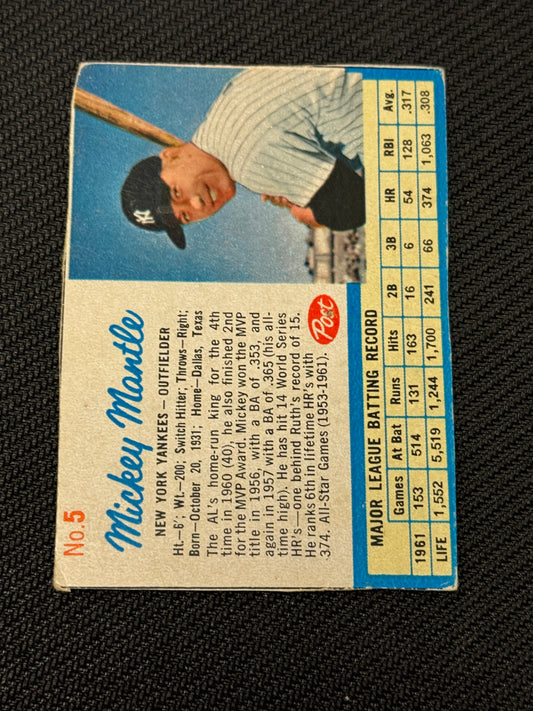 No. 5
Mickey Mantle
NEW YORK YANKEES — OUTFIELDER
Ht.—6' Wt.—200; Switch Hitter; Throws—Right;
Born—October 20, 1931; Home—Dallas, Texas
The AL's home-run King for the 4th
time in 1960 (40), he also finished 2nd
for the MVP Award. Mickey won the MVP
title in 1956, with a BA of .353, and
again in 1957 with a BA of .365 (his all-
time high). He has hit 14 World Series
HR's—one behind Ruth's record of 15.
He ranks 6th in lifetime HR's with
374. All-Star Games (1953-1961).
Post
NY
MAJOR LEAGUE BATTING RECORD
Games At Bat Runs Hits 2B 3B HR RBI Avg.
1961 153 514 131 163 16 6 54 128 .317
LIFE 1,552 5,519 1,244 1,700 241 66 374 1,063 .308